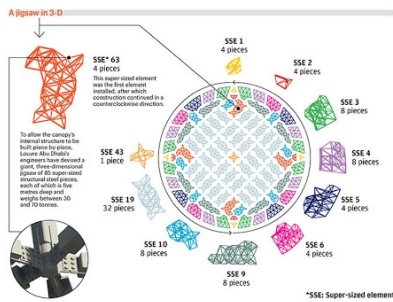 A jigsaw in 3-D
SSE* 63
4 pieces
This super-sized element
was the first element
installed, after which
construction continued in a
counterclockwise direction.
To allow the canopy's
internal structure to be
built piece-by-piece,
Louvre Abu Dhabi's
engineers have devised a
giant, three-dimensional
jigsaw of 85 super-sized
structural steel pieces,
each of which is five
metres deep and
weighs between 30
and 70 tonnes.
SSE 1
4 pieces
SSE 2
4 pieces
SSE 3
8 pieces
SSE 4
8 pieces
SSE 5
4 pieces
SSE 6
4 pieces
SSE 9
8 pieces
SSE 10
8 pieces
SSE 19
32 pieces
SSE 43
1 piece
*SSE: Super-sized element